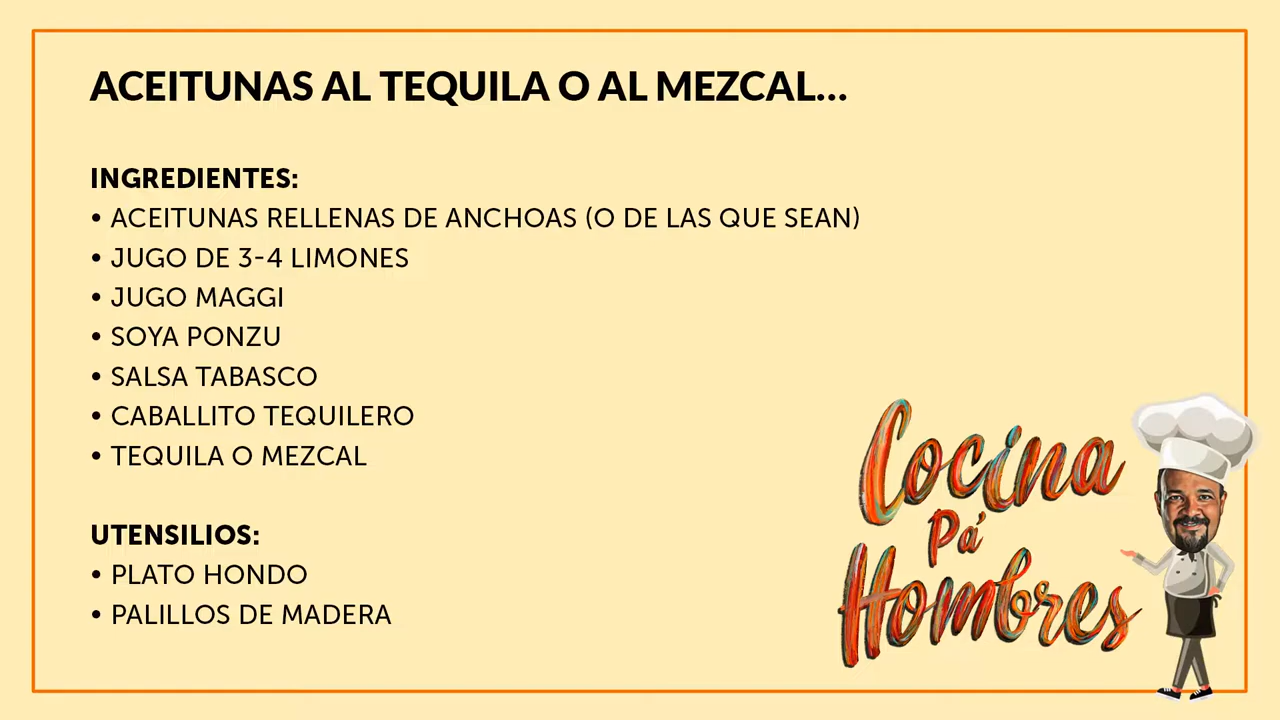 ACEITUNAS AL TEQUILA O AL MEZCAL...
INGREDIENTES:
• ACEITUNAS RELLENAS DE ANCHOAS (O DE LAS QUE SEAN)
• JUGO DE 3-4 LIMONES
• JUGO MAGGI
• SOYA PONZU
• SALSA TABASCO
• CABALLITO TEQUILERO
• TEQUILA O MEZCAL
UTENSILIOS:
• PLATO HONDO
• PALILLOS DE MADERA
Cocina
Pá
Hombres